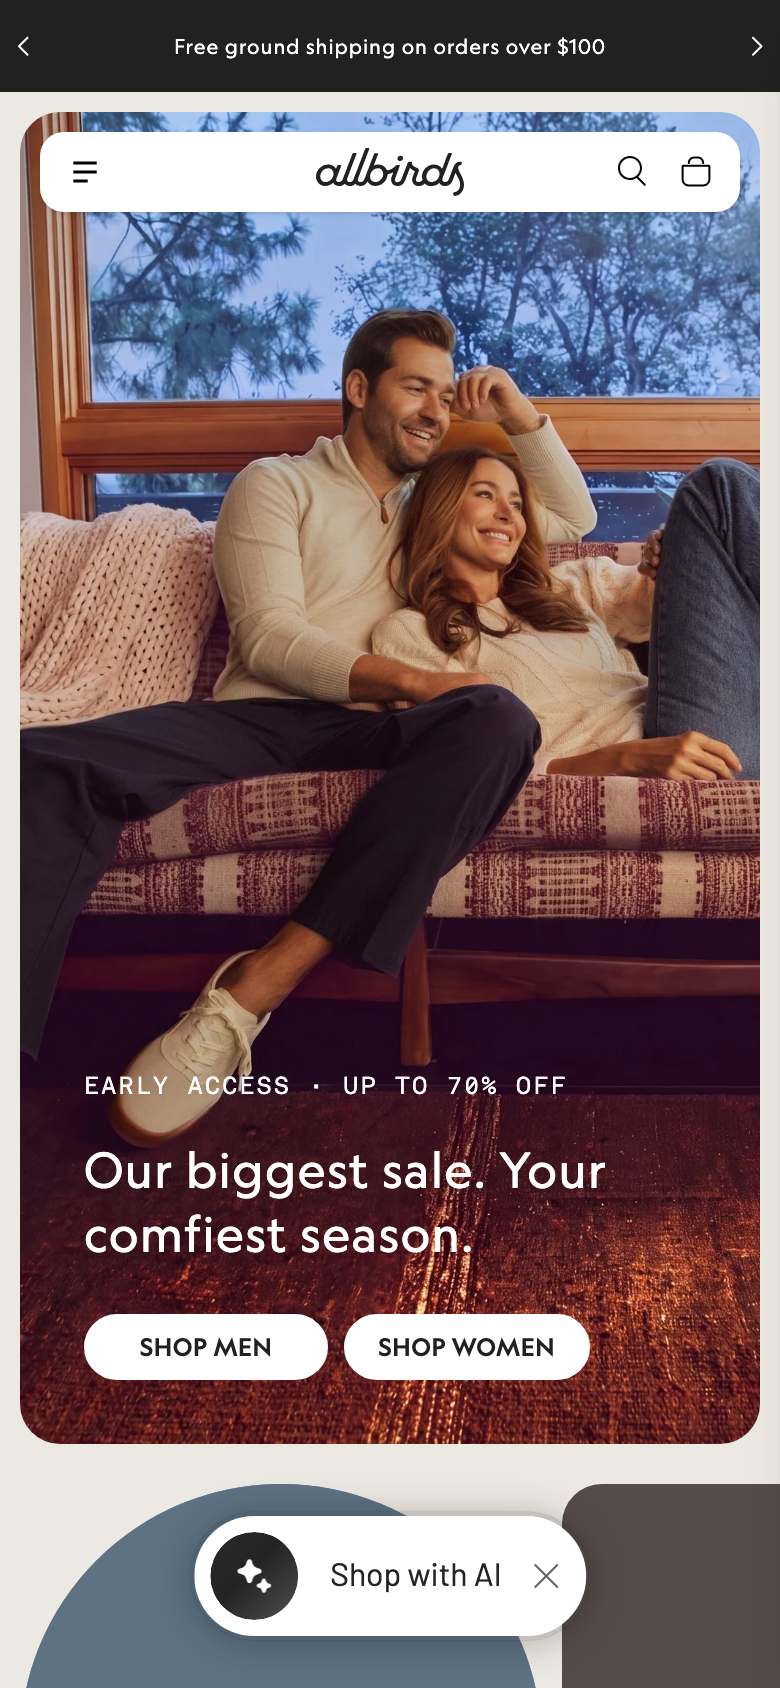 Free ground shipping on orders over $100
allbirds
EARLY ACCESS · UP TO 70% OFF
Our biggest sale. Your
comfiest season.
SHOP MEN
SHOP WOMEN
Shop with AI